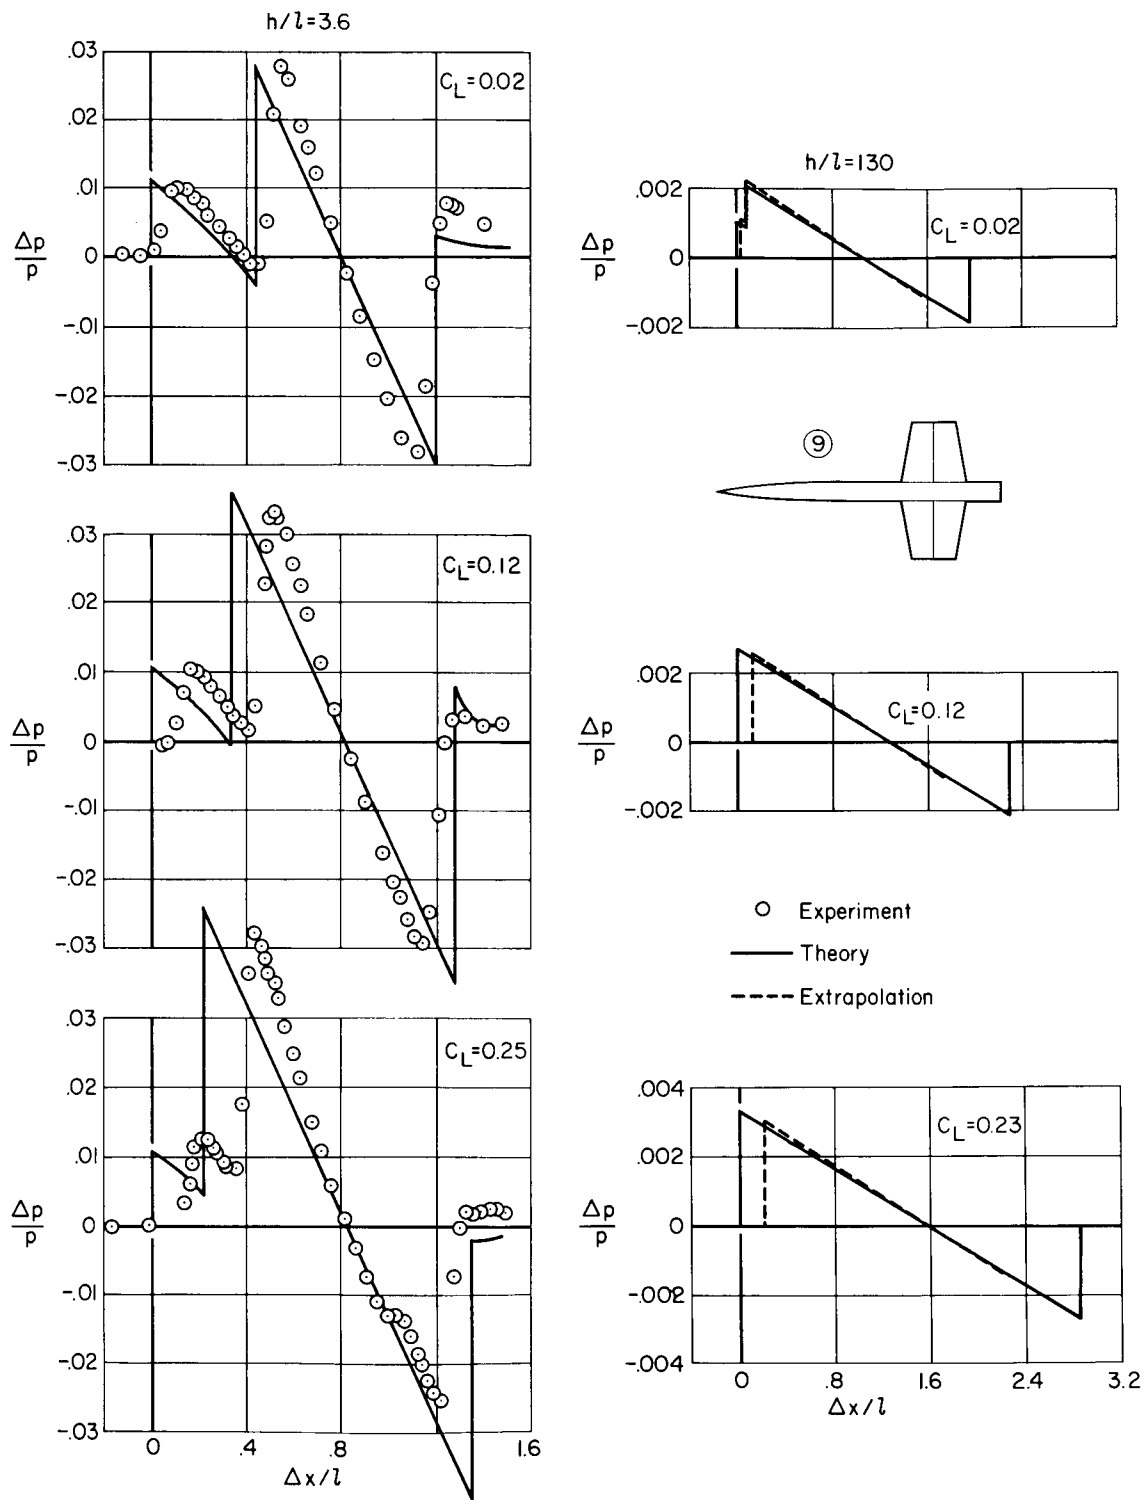 h/l=3.6
.03
C_L=0.02
.02
.01
Δp/p
0
-.01
-.02
-.03
.03
C_L=0.12
.02
.01
Δp/p
0
-.01
-.02
-.03
.03
C_L=0.25
.02
.01
Δp/p
0
-.01
-.02
-.03
0 .4 .8 1.2 1.6
Δx/l
h/l=130
.002
C_L=0.02
Δp/p
0
-.002
9
.002
C_L=0.12
Δp/p
0
-.002
Experiment
Theory
Extrapolation
.004
C_L=0.23
.002
Δp/p
0
-.002
-.004
0 .8 1.6 2.4 3.2
Δx/l